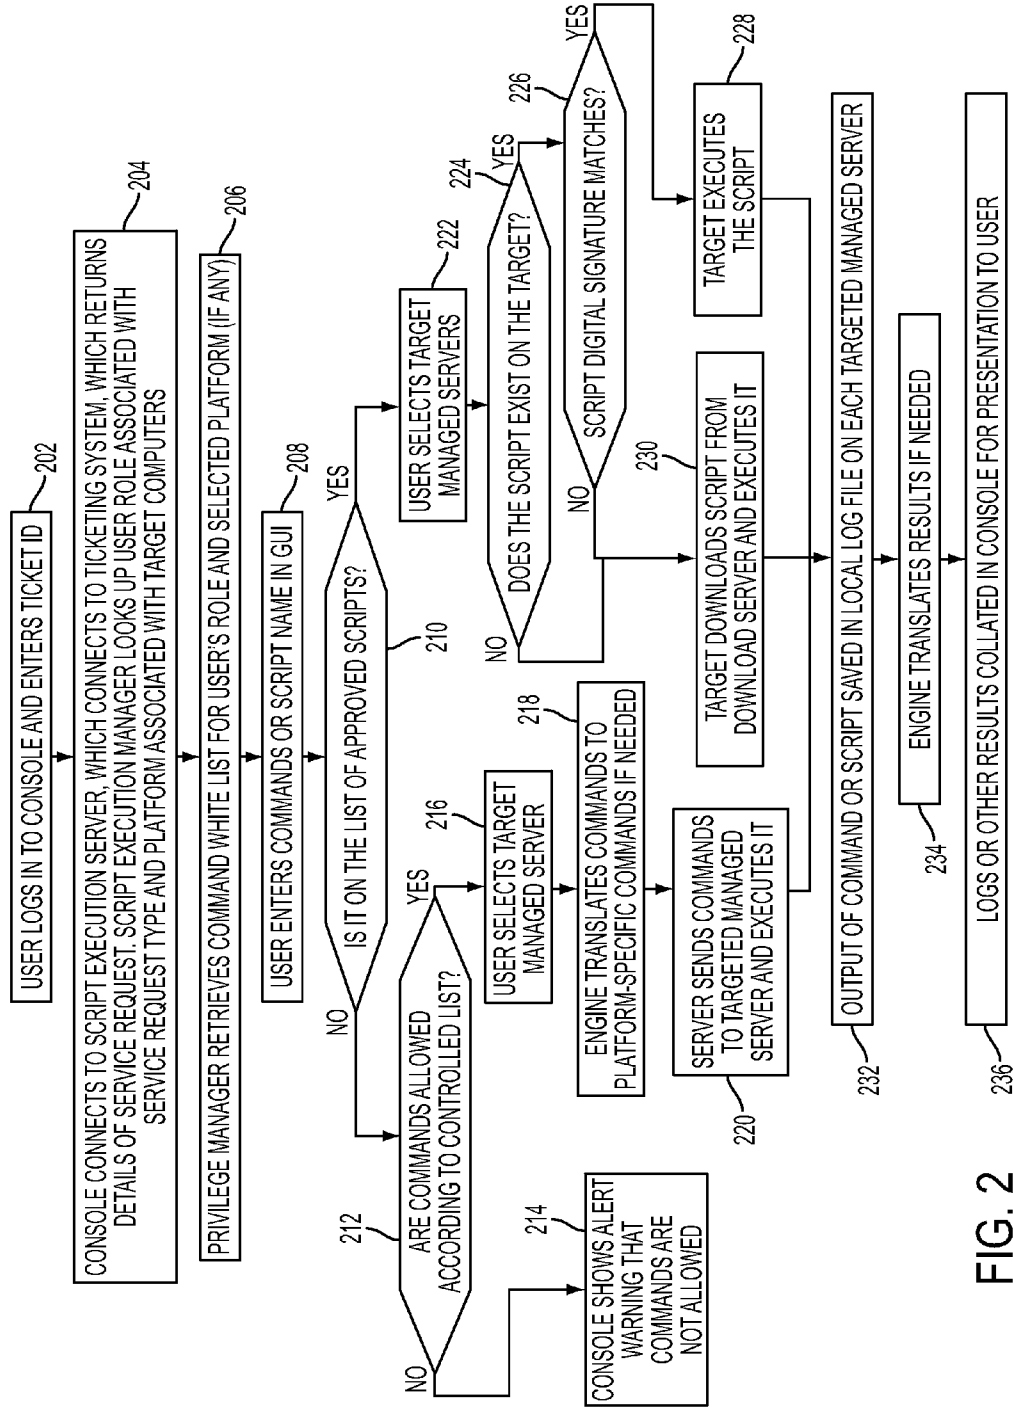 USER LOGS IN TO CONSOLE AND ENTERS TICKET ID
202
CONSOLE CONNECTS TO SCRIPT EXECUTION SERVER, WHICH CONNECTS TO TICKETING SYSTEM, WHICH RETURNS
DETAILS OF SERVICE REQUEST. SCRIPT EXECUTION MANAGER LOOKS UP USER ROLE ASSOCIATED WITH
SERVICE REQUEST TYPE AND PLATFORM ASSOCIATED WITH TARGET COMPUTERS
204
PRIVILEGE MANAGER RETRIEVES COMMAND WHITE LIST FOR USER'S ROLE AND SELECTED PLATFORM (IF ANY)
206
USER ENTERS COMMANDS OR SCRIPT NAME IN GUI
208
IS IT ON THE LIST OF APPROVED SCRIPTS?
210
NO
YES
ARE COMMANDS ALLOWED
ACCORDING TO CONTROLLED LIST?
212
NO
YES
CONSOLE SHOWS ALERT
WARNING THAT
COMMANDS ARE
NOT ALLOWED
214
USER SELECTS TARGET
MANAGED SERVER
216
ENGINE TRANSLATES COMMANDS TO
PLATFORM-SPECIFIC COMMANDS IF NEEDED
218
SERVER SENDS COMMANDS
TO TARGETED MANAGED
SERVER AND EXECUTES IT
220
USER SELECTS TARGET
MANAGED SERVERS
222
DOES THE SCRIPT EXIST ON THE TARGET?
224
NO
YES
SCRIPT DIGITAL SIGNATURE MATCHES?
226
NO
YES
TARGET DOWNLOADS SCRIPT FROM
DOWNLOAD SERVER AND EXECUTES IT
230
TARGET EXECUTES
THE SCRIPT
228
OUTPUT OF COMMAND OR SCRIPT SAVED IN LOCAL LOG FILE ON EACH TARGETED MANAGED SERVER
232
ENGINE TRANSLATES RESULTS IF NEEDED
234
LOGS OR OTHER RESULTS COLLATED IN CONSOLE FOR PRESENTATION TO USER
236
FIG. 2